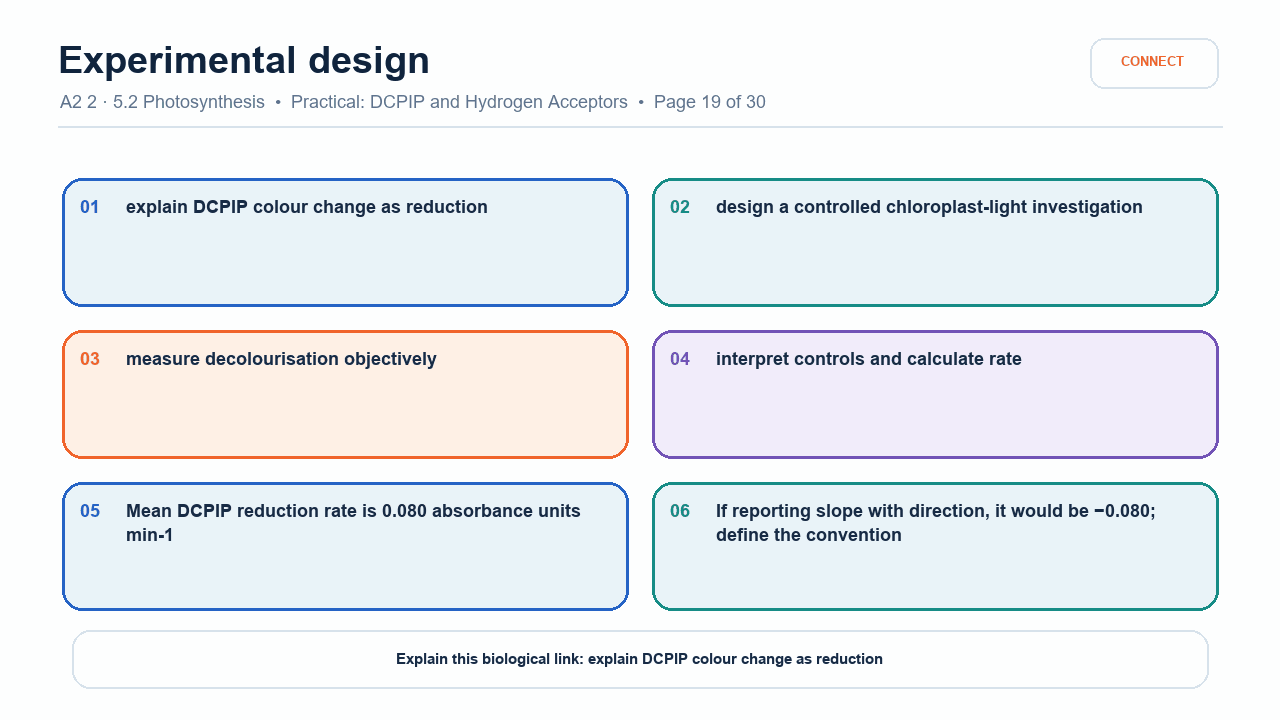 Experimental design
CONNECT
A2 2 · 5.2 Photosynthesis • Practical: DCPIP and Hydrogen Acceptors • Page 19 of 30
01 explain DCPIP colour change as reduction
02 design a controlled chloroplast-light investigation
03 measure decolourisation objectively
04 interpret controls and calculate rate
05 Mean DCPIP reduction rate is 0.080 absorbance units
min-1
06 If reporting slope with direction, it would be −0.080;
define the convention
Explain this biological link: explain DCPIP colour change as reduction